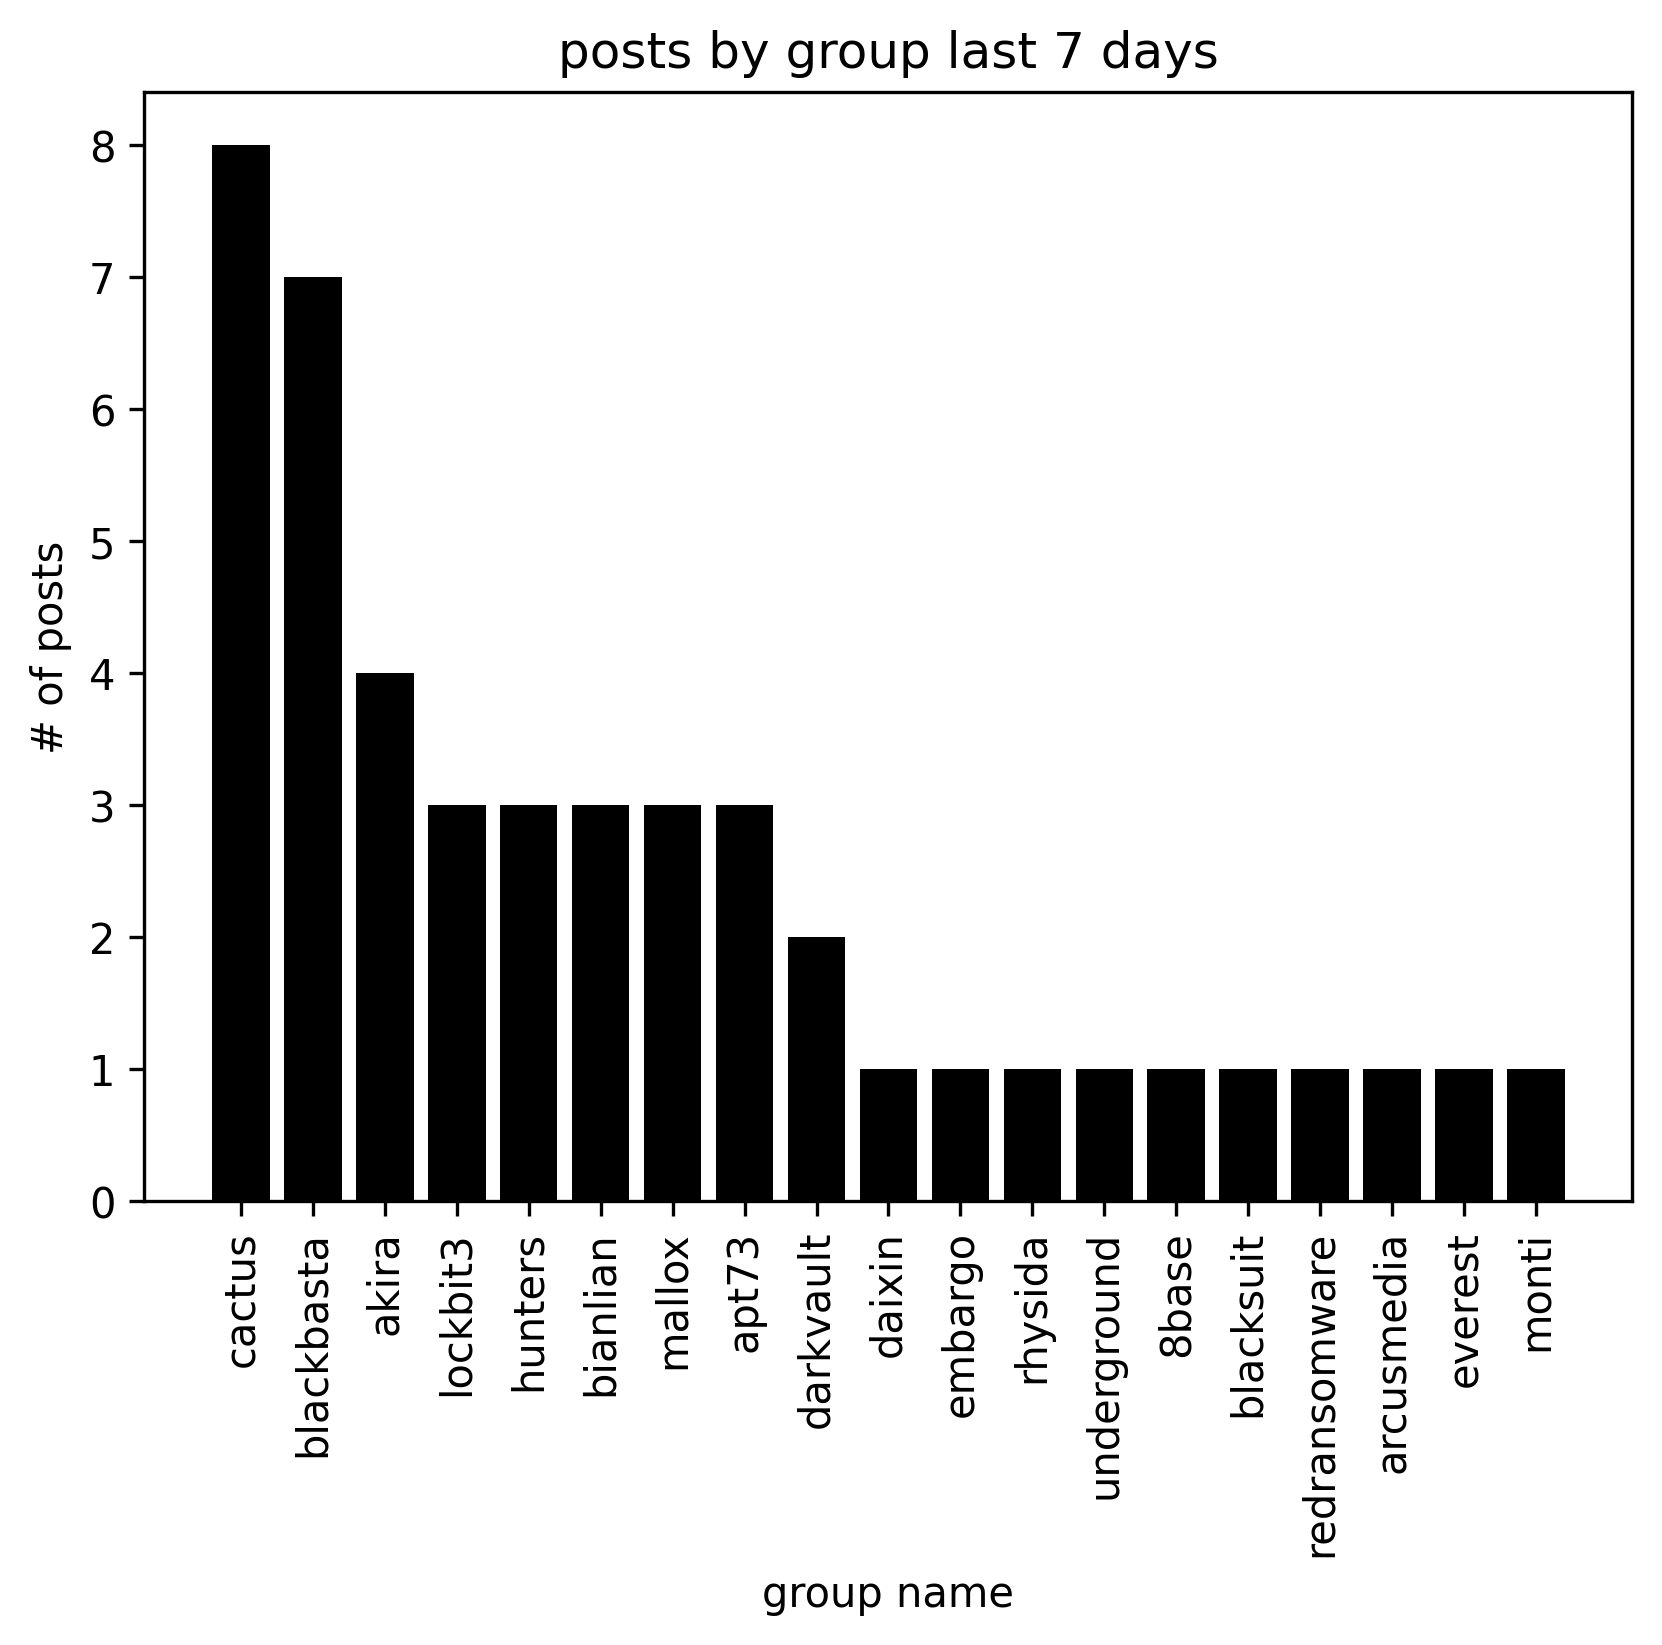 posts by group last 7 days
8
7
6
5
4
3
2
1
0
# of posts
cactus
blackbasta
akira
lockbit3
hunters
bianlian
mallox
apt73
darkvault
daixin
embargo
rhysida
underground
8base
blacksuit
redransomware
arcusmedia
everest
monti
group name